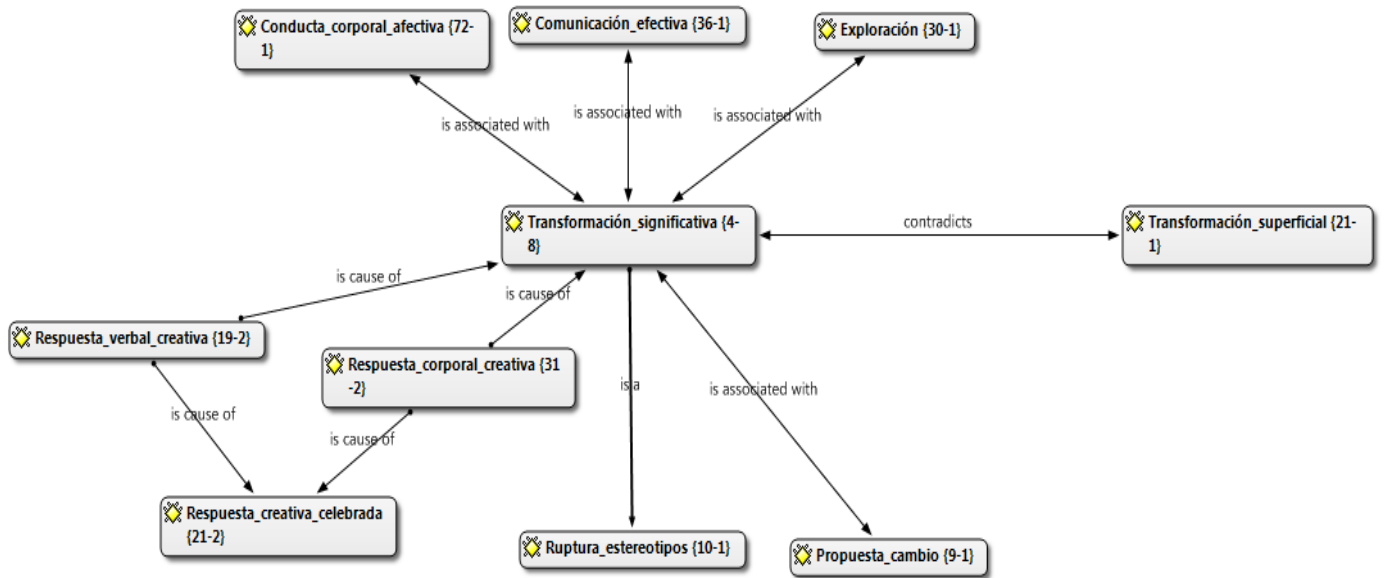 Conducta_corporal_afectiva {72-
1}
Comunicación_efectiva {36-1}
Exploración {30-1}
is associated with
is associated with
is associated with
Transformación_significativa {4-
8}
contradicts
Transformación_superficial {21-
1}
is cause of
is cause of
Respuesta_verbal_creativa {19-2}
Respuesta_corporal_creativa {31
-2}
is a
is associated with
is cause of
is cause of
Respuesta_creativa_celebrada
{21-2}
Ruptura_estereotipos {10-1}
Propuesta_cambio {9-1}